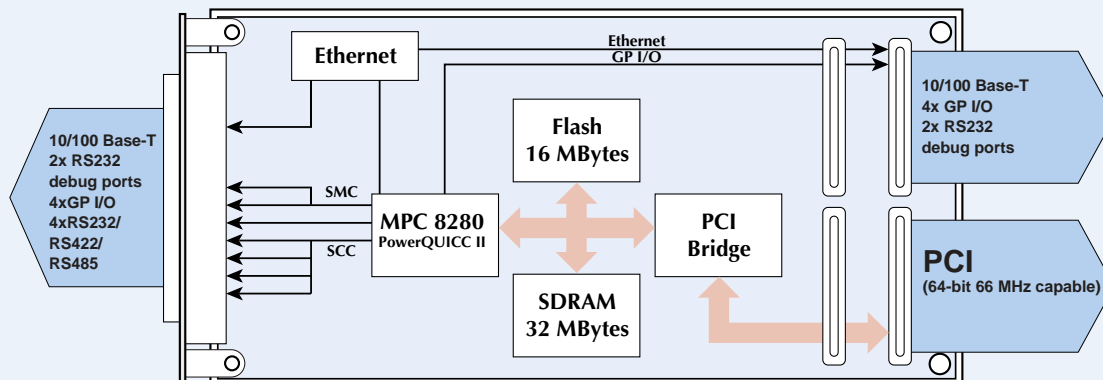 Ethernet
Ethernet
GP I/O
10/100 Base-T
2x RS232
debug ports
4xGP I/O
4xRS232/
RS422/
RS485
SMC
SCC
MPC 8280
PowerQUICC II
Flash
16 MBytes
SDRAM
32 MBytes
PCI
Bridge
10/100 Base-T
4x GP I/O
2x RS232
debug ports
PCI
(64-bit 66 MHz capable)